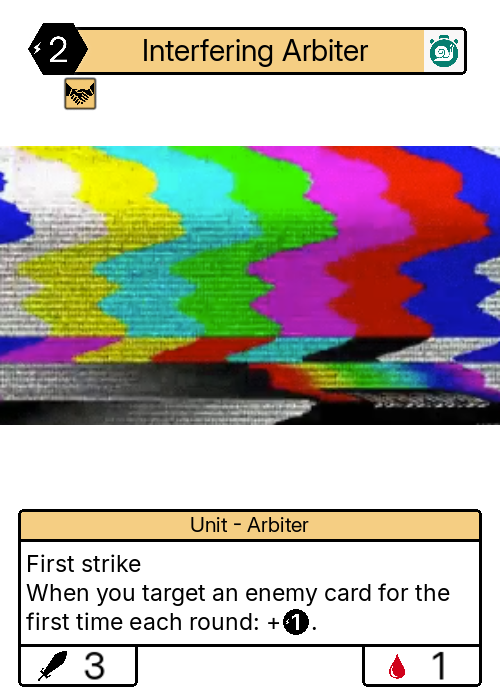 2 Interfering Arbiter
Unit - Arbiter
First strike
When you target an enemy card for the
first time each round: +1.
3 1